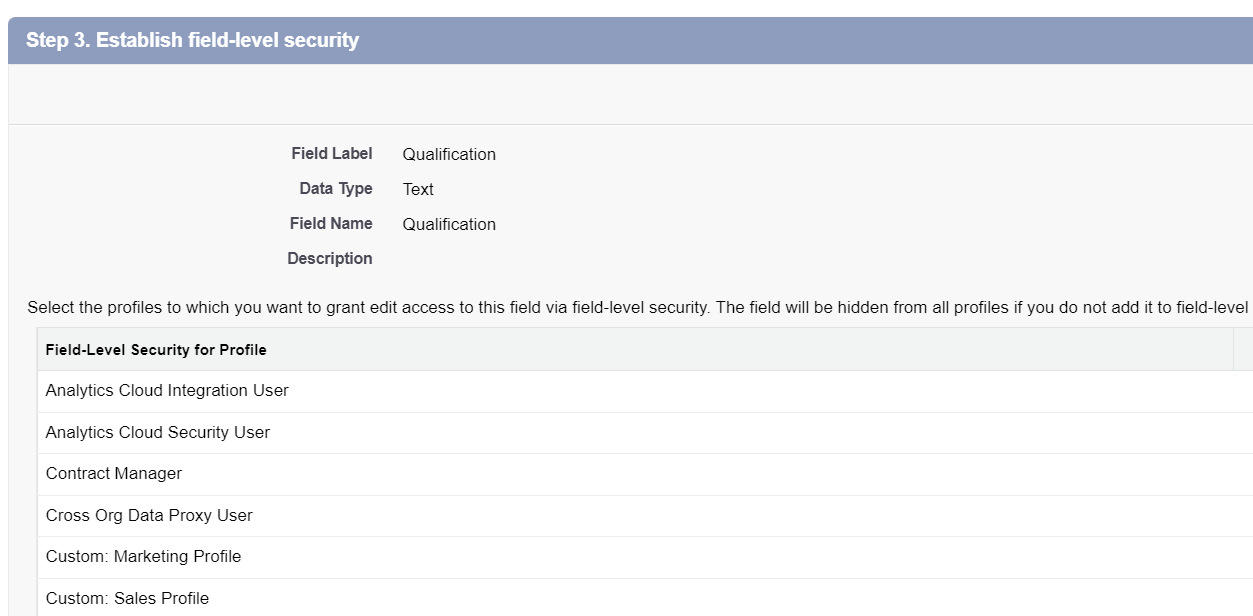 Step 3. Establish field-level security
Field Label Qualification
Data Type Text
Field Name Qualification
Description
Select the profiles to which you want to grant edit access to this field via field-level security. The field will be hidden from all profiles if you do not add it to field-level
Field-Level Security for Profile
Analytics Cloud Integration User
Analytics Cloud Security User
Contract Manager
Cross Org Data Proxy User
Custom: Marketing Profile
Custom: Sales Profile